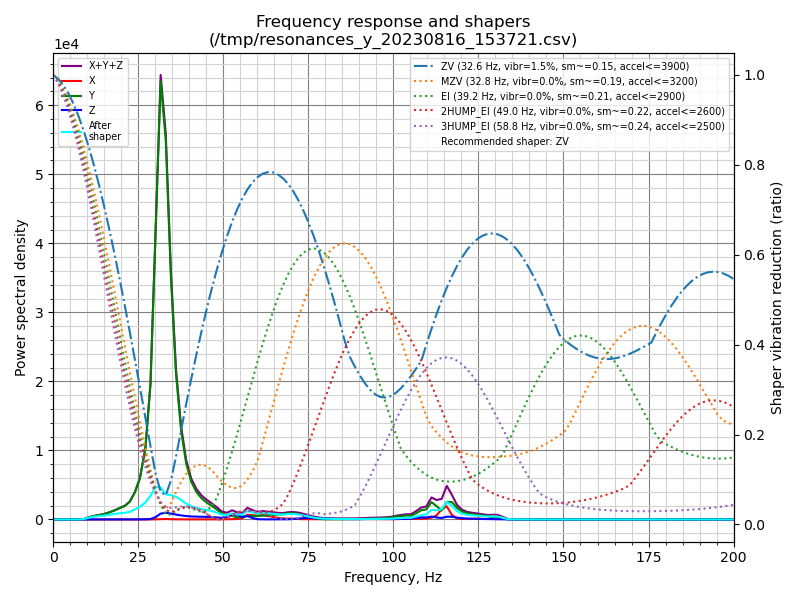 Frequency response and shapers
(/tmp/resonances_y_20230816_153721.csv)
1e4
X+Y+Z
X
Y
Z
After
shaper
ZV (32.6 Hz, vibr=1.5%, sm~=0.15, accel<=3900)
MZV (32.8 Hz, vibr=0.0%, sm~=0.19, accel<=3200)
EI (39.2 Hz, vibr=0.0%, sm~=0.21, accel<=2900)
2HUMP_EI (49.0 Hz, vibr=0.0%, sm~=0.22, accel<=2600)
3HUMP_EI (58.8 Hz, vibr=0.0%, sm~=0.24, accel<=2500)
Recommended shaper: ZV
Power spectral density
6
5
4
3
2
1
0
1.0
0.8
0.6
0.4
0.2
0.0
Shaper vibration reduction (ratio)
0 25 50 75 100 125 150 175 200
Frequency, Hz